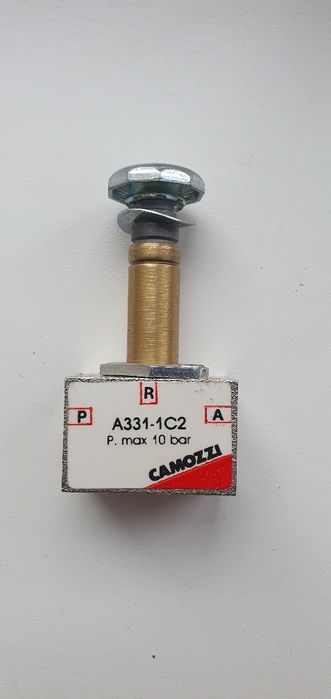 R
P
A
A331-1C2
P. max 10 bar
CAMOZZI